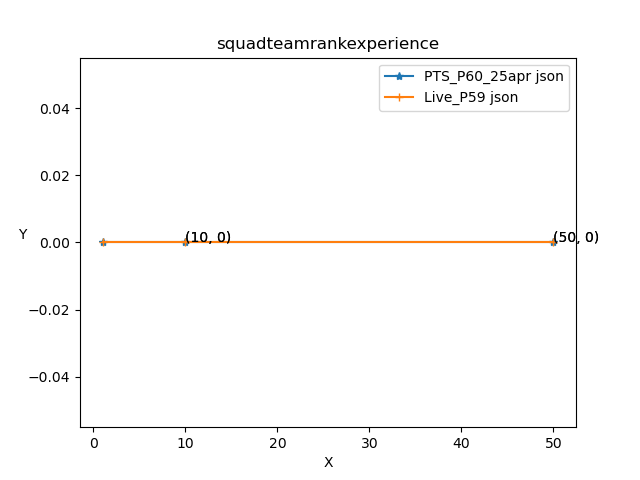 squadteamrankexperience
PTS_P60_25apr json
Live_P59 json
0.04
0.02
0.00
−0.02
−0.04
Y
(10, 0)
(50, 0)
0
10
20
30
40
50
X